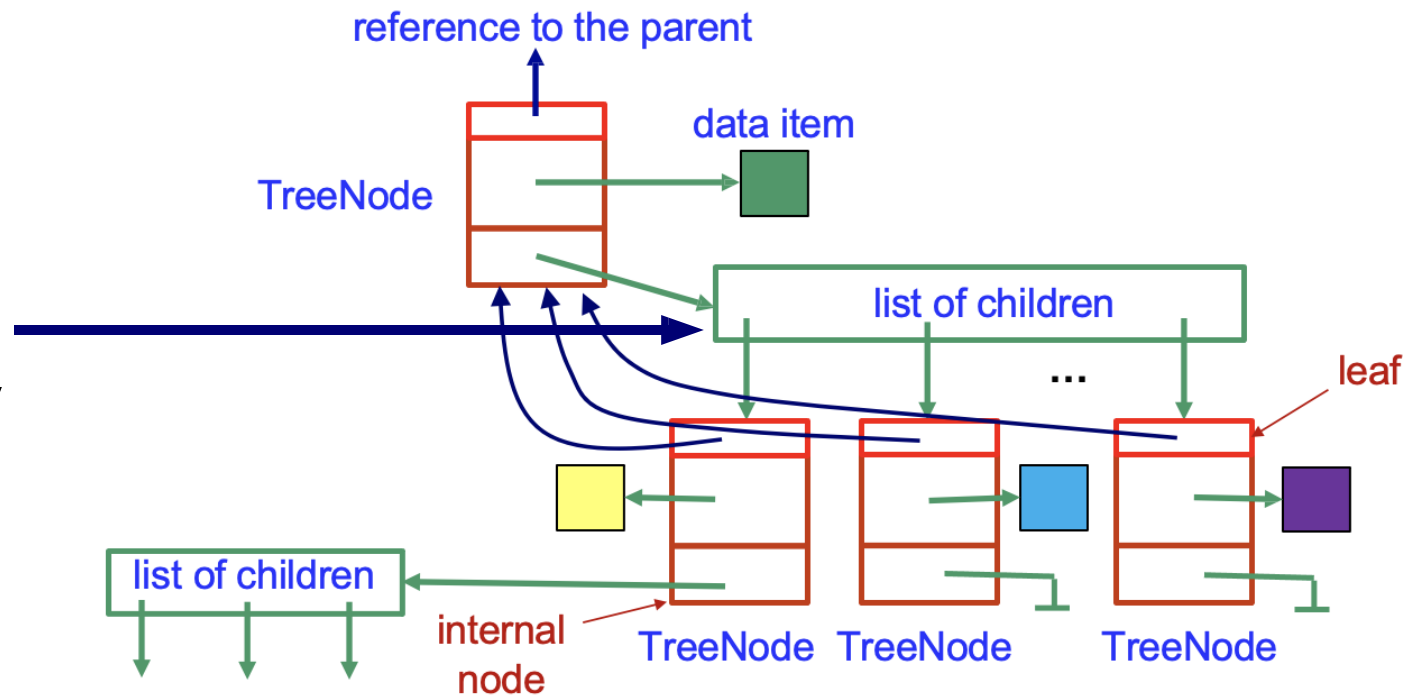 reference to the parent
data item
TreeNode
list of children
...
leaf
list of children
internal
node
TreeNode
TreeNode
TreeNode